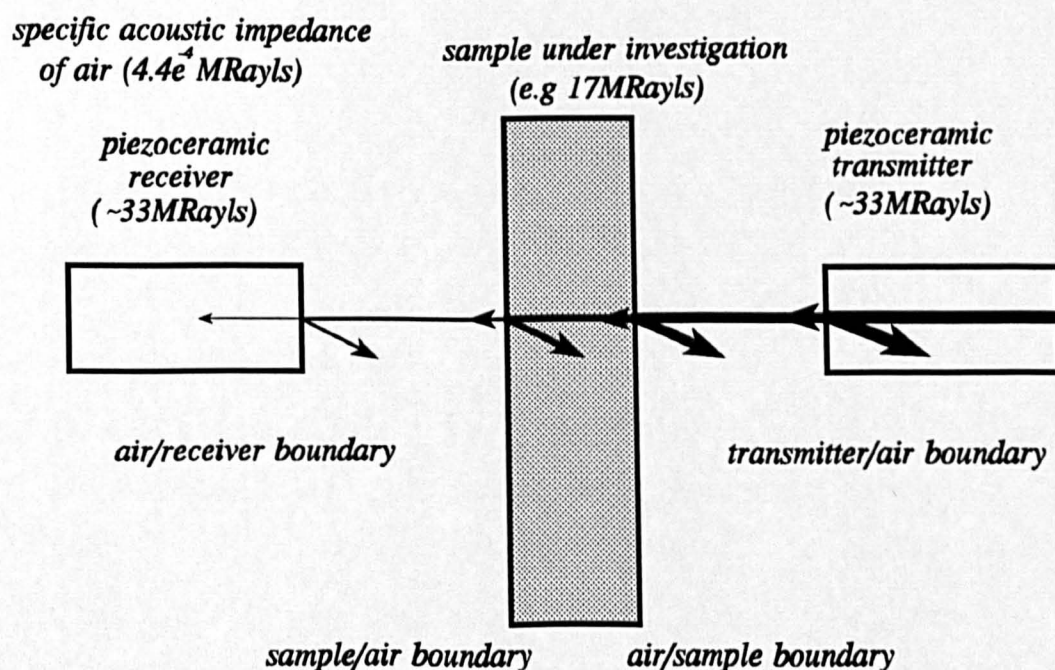 specific acoustic impedance
of air (4.4e⁻⁴ MRayls)
sample under investigation
(e.g 17MRayls)
piezoceramic
receiver
(~33MRayls)
piezoceramic
transmitter
(~33MRayls)
air/receiver boundary
transmitter/air boundary
sample/air boundary
air/sample boundary